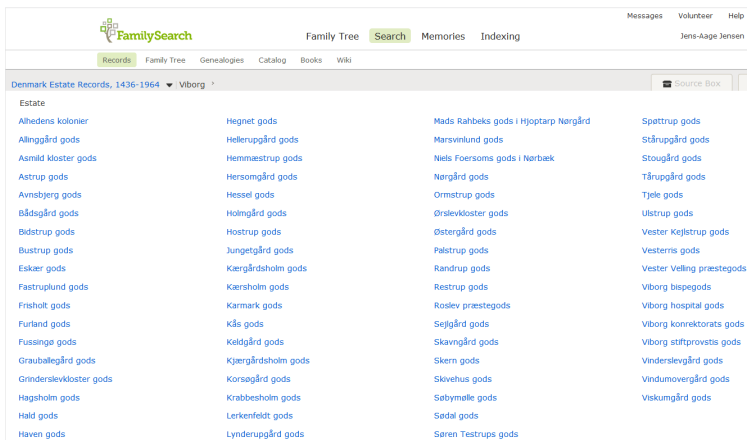 Messages Volunteer Help
FamilySearch
Family Tree Search Memories Indexing
Jens-Aage Jensen
Records Family Tree Genealogies Catalog Books Wiki
Denmark Estate Records, 1436-1964 Viborg
Source Box
Estate
Alhedens kolonier
Allinggård gods
Asmild kloster gods
Astrup gods
Avnsbjerg gods
Bådsgård gods
Bidstrup gods
Bustrup gods
Eskær gods
Fastruplund gods
Frisholt gods
Furland gods
Fussingø gods
Grauballegård gods
Grinderslevkloster gods
Hagsholm gods
Hald gods
Haven gods
Hegnet gods
Hellerupgård gods
Hemmæstrup gods
Hersomgård gods
Hessel gods
Holmgård gods
Hostrup gods
Jungetgård gods
Kærgårdsholm gods
Kærsholm gods
Karmark gods
Kås gods
Keldgård gods
Kjærgårdsholm gods
Korsøgård gods
Krabbesholm gods
Lerkenfeldt gods
Lynderupgård gods
Mads Rahbeks gods i Hjoptarp Nørgård
Marsvinlund gods
Niels Foersoms gods i Nørbæk
Nørgård gods
Ormstrup gods
Ørslevkloster gods
Østergård gods
Palstrup gods
Randrup gods
Restrup gods
Roslev præstegods
Sejlgård gods
Skavngård gods
Skern gods
Skivehus gods
Søbymølle gods
Sødal gods
Søren Testrups gods
Spøttrup gods
Stårupgård gods
Stougård gods
Tårupgård gods
Tjele gods
Ulstrup gods
Vester Kejlstrup gods
Vesterris gods
Vester Velling præstegods
Viborg bispegods
Viborg hospital gods
Viborg konrektorats gods
Viborg stiftprovstis gods
Vinderslevgård gods
Vindumovergård gods
Viskumgård gods